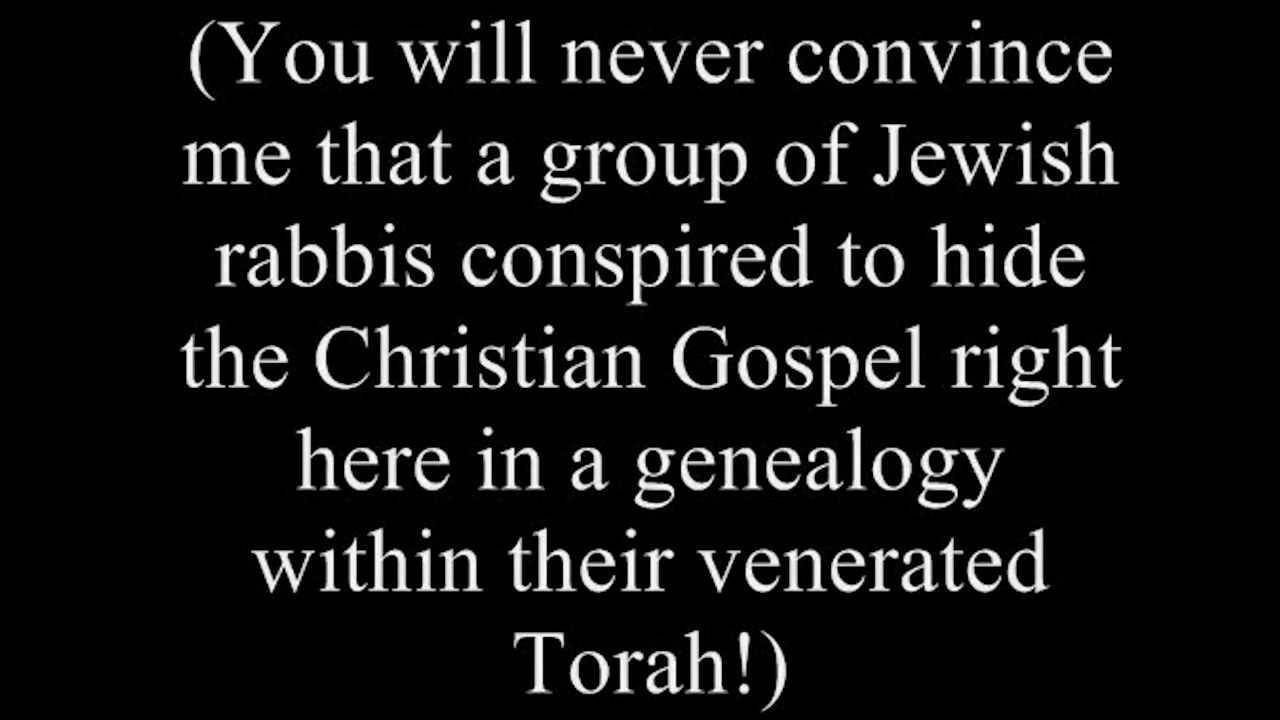 (You will never convince
me that a group of Jewish
rabbis conspired to hide
the Christian Gospel right
here in a genealogy
within their venerated
Torah!)